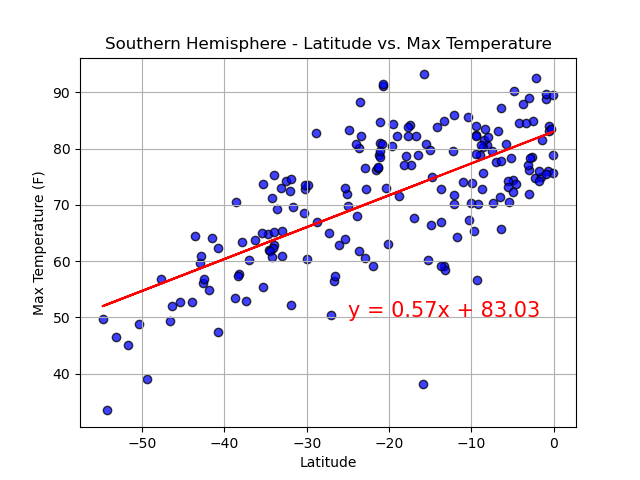 Southern Hemisphere - Latitude vs. Max Temperature
Max Temperature (F)
90
80
70
60
50
40
y = 0.57x + 83.03
−50 −40 −30 −20 −10 0
Latitude